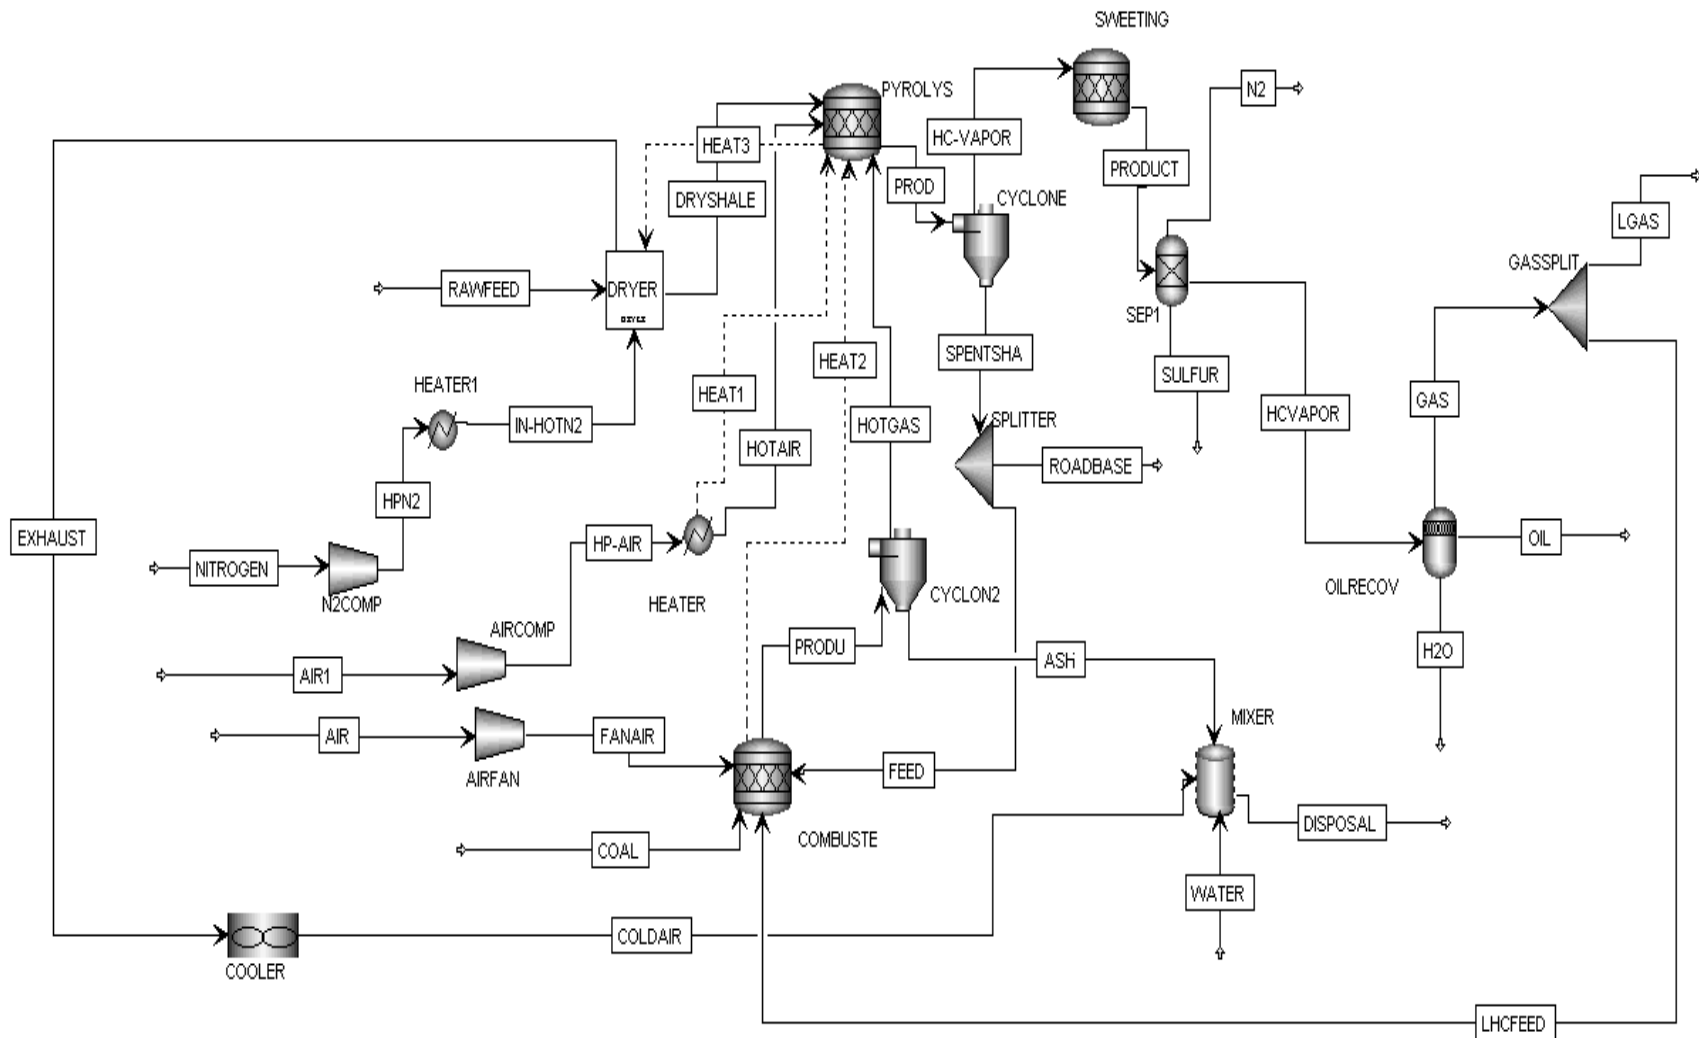 SWEETING
PYROLYS
N2
HEAT3
HC-VAPOR
PRODUCT
PROD
DRYSHALE
CYCLONE
LGAS
GASSPLIT
RAWFEED
DRYER
SEP1
SPENTSHA
HEAT2
SULFUR
HEATER1
HEAT1
GAS
IN-HOTN2
HOTGAS
SPLITTER
HCVAPOR
HOTAIR
ROADBASE
HPN2
EXHAUST
HP-AIR
OIL
NITROGEN
N2COMP
HEATER
CYCLON2
OILRECOV
AIRCOMP
PRODU
ASH
H2O
AIR1
MIXER
AIR
FANAIR
AIRFAN
FEED
DISPOSAL
COMBUSTE
COAL
WATER
COLDAIR
COOLER
LHCFEED